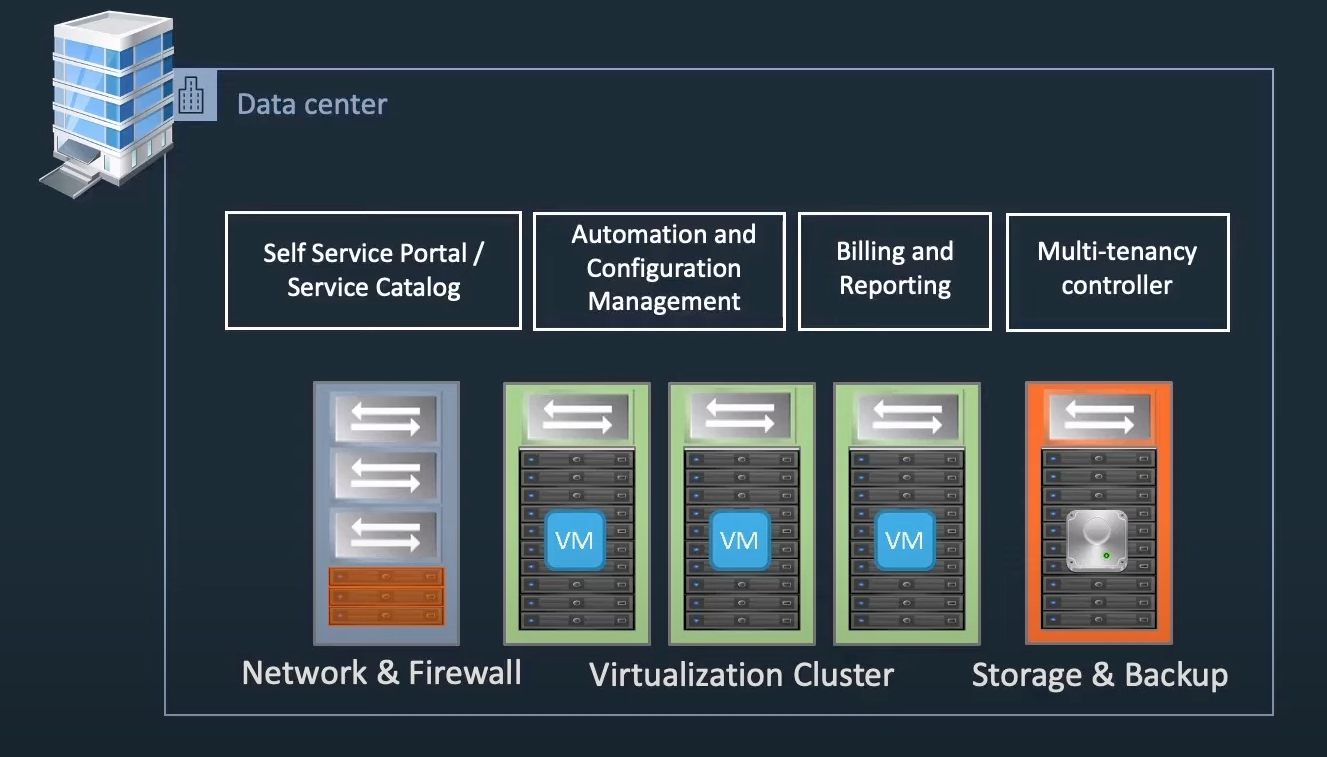 Data center
Self Service Portal /
Service Catalog
Automation and
Configuration
Management
Billing and
Reporting
Multi-tenancy
controller
VM
VM
VM
Network & Firewall
Virtualization Cluster
Storage & Backup